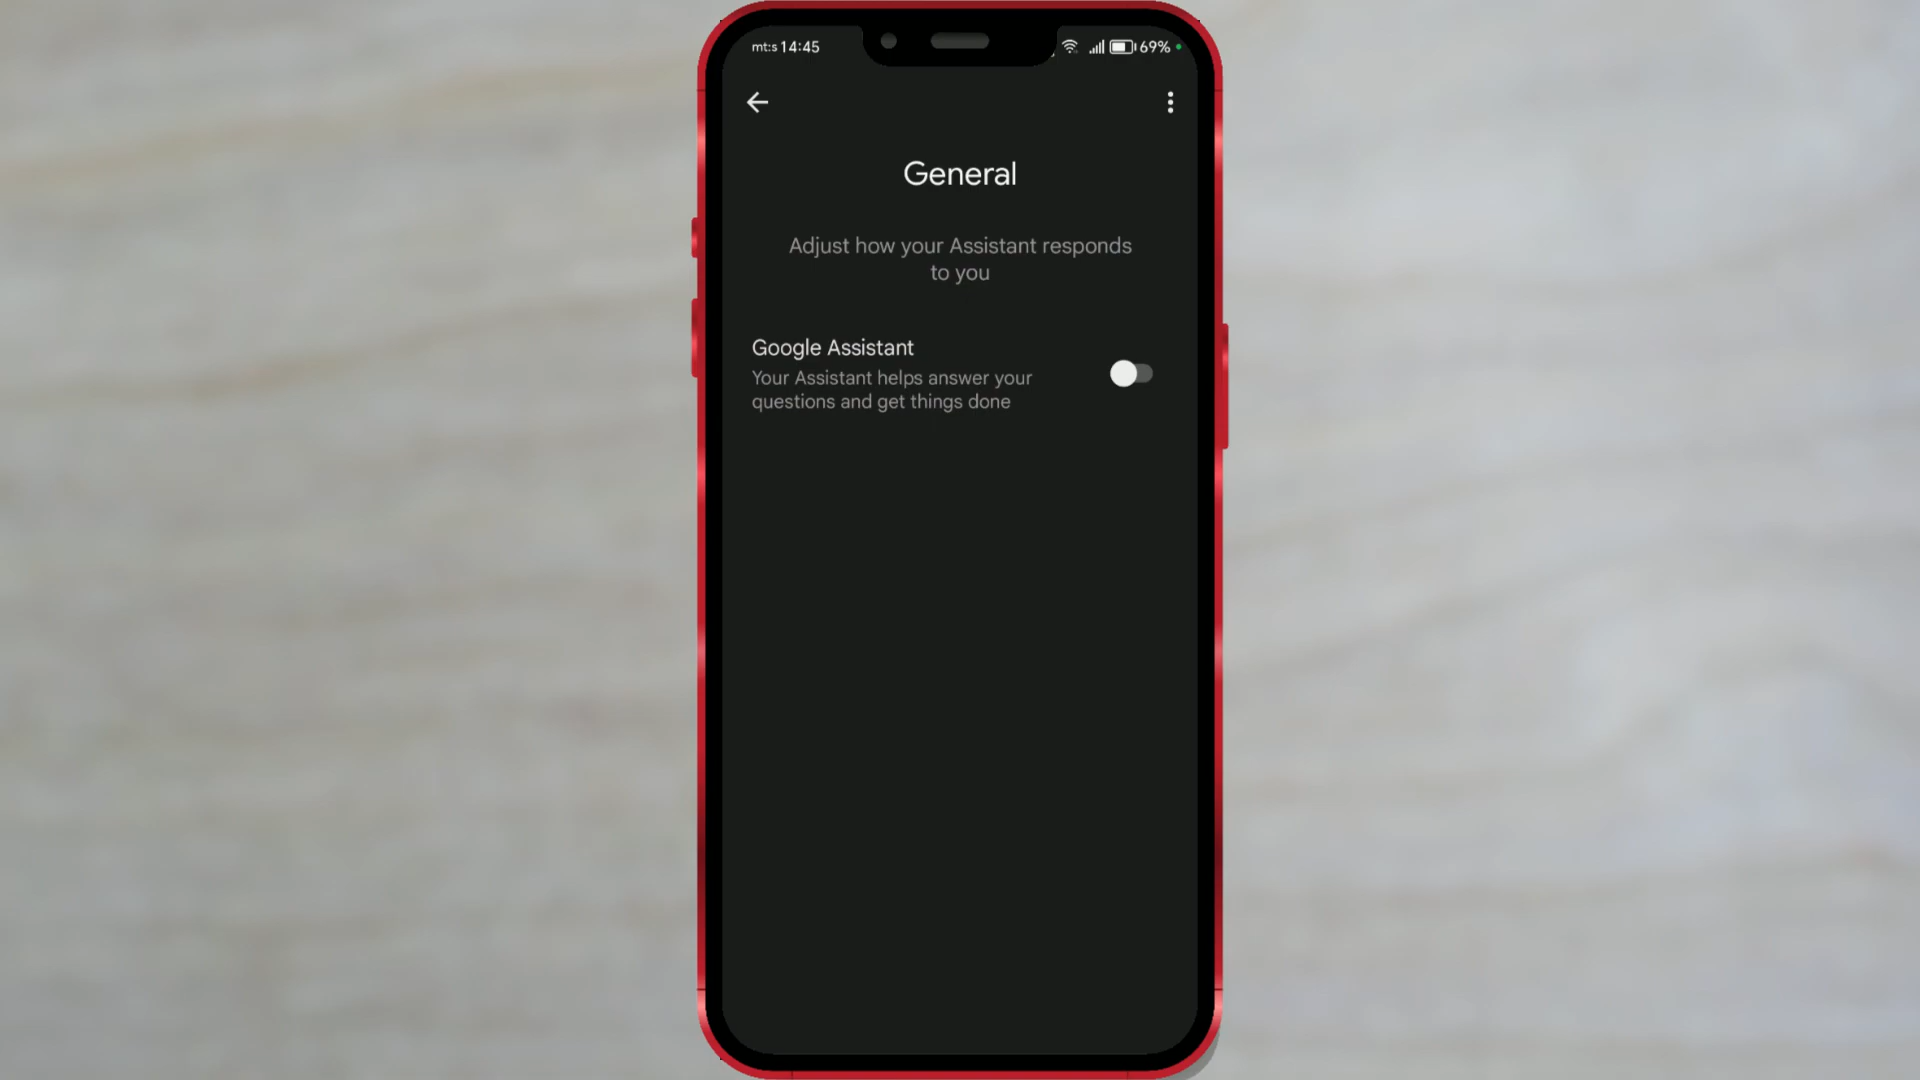 mt:s 14:45
69%
General
Adjust how your Assistant responds
to you
Google Assistant
Your Assistant helps answer your
questions and get things done